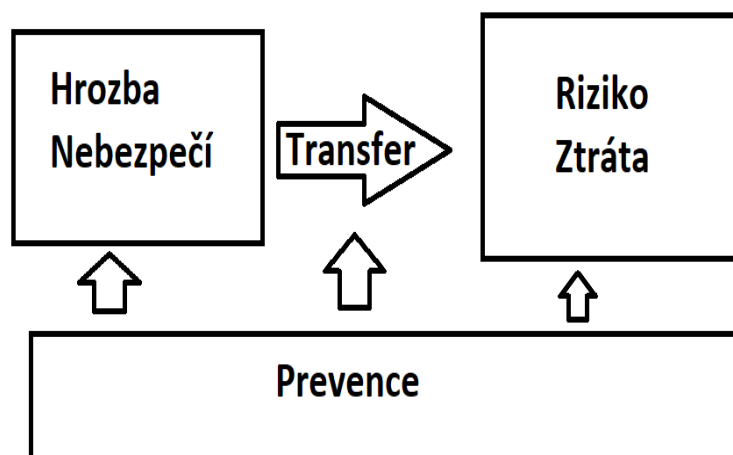 Hrozba
Nebezpečí
Transfer
Riziko
Ztráta
Prevence